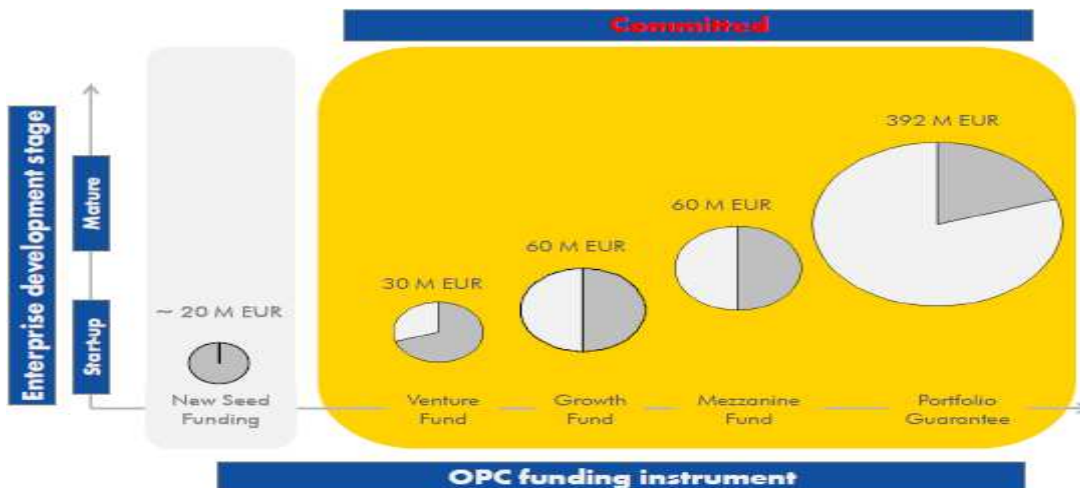 Committed
Enterprise development stage
Mature
Start-up
392 M EUR
60 M EUR
60 M EUR
30 M EUR
~ 20 M EUR
New Seed
Funding
Venture
Fund
Growth
Fund
Mezzanine
Fund
Portfolio
Guarantee
OPC funding instrument